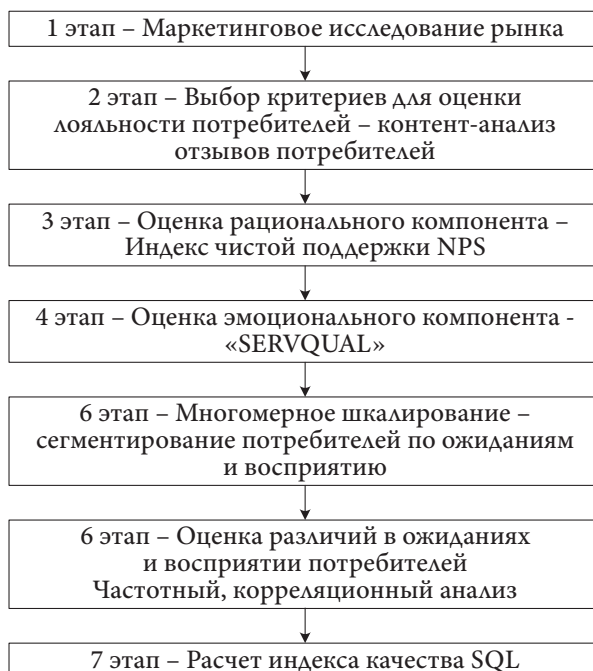 1 этап – Маркетинговое исследование рынка
2 этап – Выбор критериев для оценки
лояльности потребителей – контент-анализ
отзывов потребителей
3 этап – Оценка рационального компонента –
Индекс чистой поддержки NPS
4 этап – Оценка эмоционального компонента -
«SERVQUAL»
6 этап – Многомерное шкалирование –
сегментирование потребителей по ожиданиям
и восприятию
6 этап – Оценка различий в ожиданиях
и восприятии потребителей
Частотный, корреляционный анализ
7 этап – Расчет индекса качества SQL